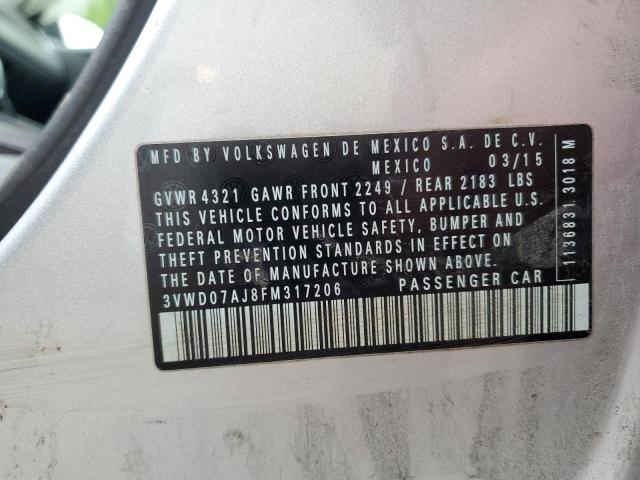 MFD BY VOLKSWAGEN DE MEXICO S.A. DE C.V.
MEXICO 03/15
GVWR 4321 GAWR FRONT 2249 / REAR 2183 LBS
THIS VEHICLE CONFORMS TO ALL APPLICABLE U.S.
FEDERAL MOTOR VEHICLE SAFETY, BUMPER AND
THEFT PREVENTION STANDARDS IN EFFECT ON
THE DATE OF MANUFACTURE SHOWN ABOVE.
3VWD07AJ8FM317206 PASSENGER CAR
1136831 3018 M